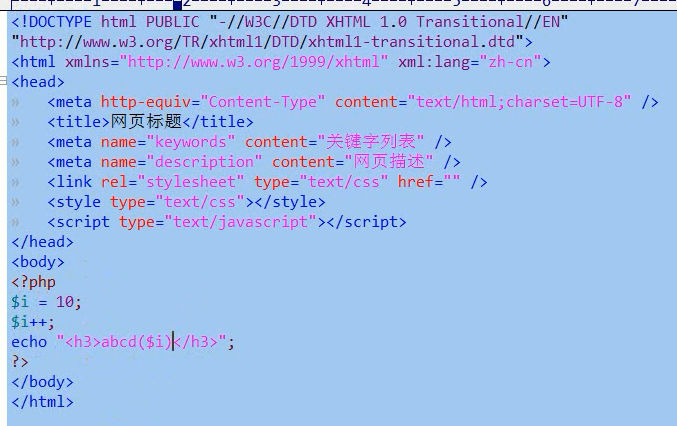 <!DOCTYPE html PUBLIC "-//W3C//DTD XHTML 1.0 Transitional//EN"
"http://www.w3.org/TR/xhtml1/DTD/xhtml1-transitional.dtd">
<html xmlns="http://www.w3.org/1999/xhtml" xml:lang="zh-cn">
<head>
» <meta http-equiv="Content-Type" content="text/html;charset=UTF-8" />
» <title>网页标题</title>
» <meta name="keywords" content="关键字列表" />
» <meta name="description" content="网页描述" />
» <link rel="stylesheet" type="text/css" href="" />
» <style type="text/css"></style>
» <script type="text/javascript"></script>
</head>
<body>
<?php
$i = 10;
$i++;
echo "<h3>abcd($i)</h3>";
?>
</body>
</html>